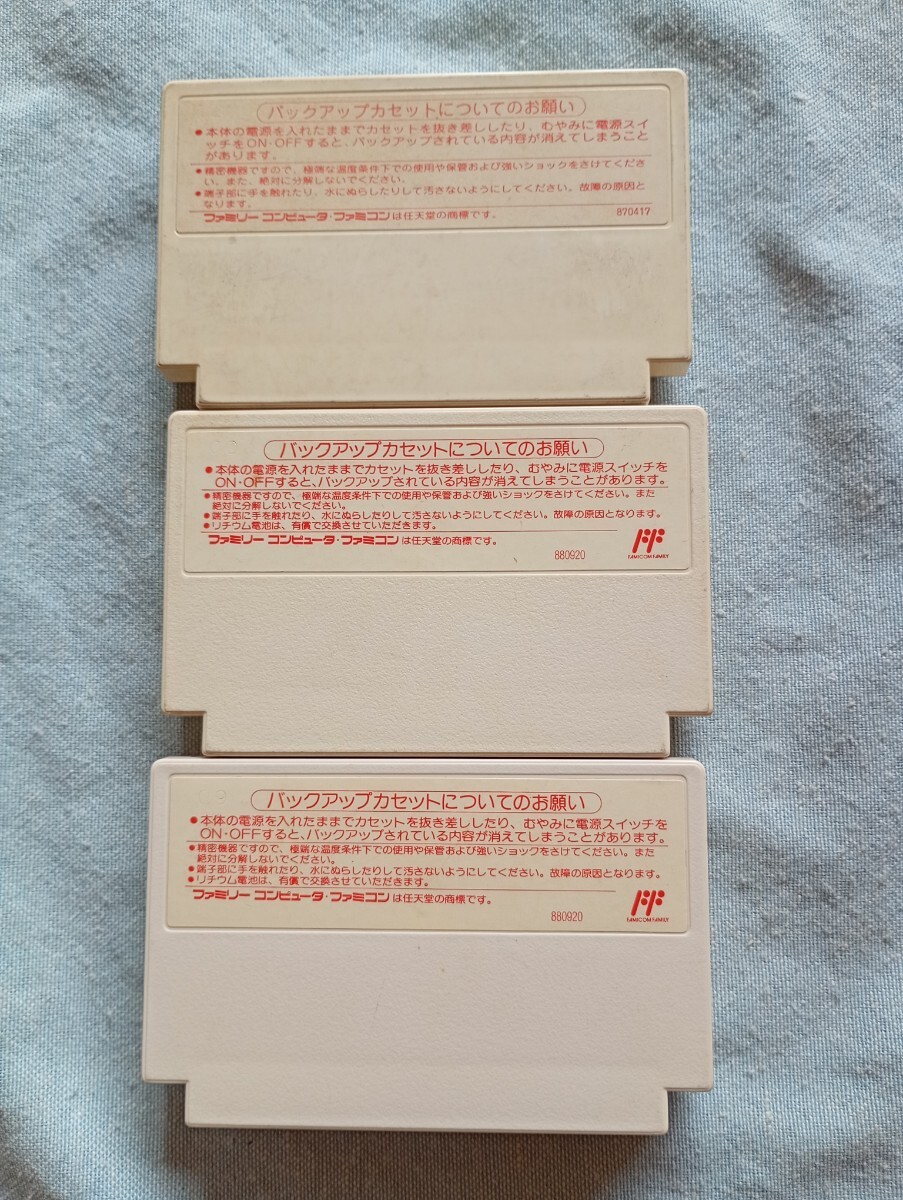 バックアップカセットについてのお願い
●本体の電源を入れたままでカセットを抜き差ししたり、むやみに電源スイ
ッチをON・OFFすると、バックアップされている内容が消えてしまうこと
があります。
●精密機器ですので、極端な温度条件下での使用や保管および強いショックをさけてくださ
い。また、絶対に分解しないでください。
●端子部に手を触れたり、水にぬらしたりして汚さないようにしてください。故障の原因と
なります。
ファミリー コンピュータ・ファミコンは任天堂の商標です。 870417
バックアップカセットについてのお願い
●本体の電源を入れたままでカセットを抜き差ししたり、むやみに電源スイッチを
ON・OFFすると、バックアップされている内容が消えてしまうことがあります。
●精密機器ですので、極端な温度条件下での使用や保管および強いショックをさけてください。また
絶対に分解しないでください。
●端子部に手を触れたり、水にぬらしたりして汚さないようにしてください。故障の原因となります。
●リチウム電池は、有償で交換させていただきます。
ファミリー コンピュータ・ファミコンは任天堂の商標です。
880920
FAMICOM FAMILY
バックアップカセットについてのお願い
●本体の電源を入れたままでカセットを抜き差ししたり、むやみに電源スイッチを
ON・OFFすると、バックアップされている内容が消えてしまうことがあります。
●精密機器ですので、極端な温度条件下での使用や保管および強いショックをさけてください。また
絶対に分解しないでください。
●端子部に手を触れたり、水にぬらしたりして汚さないようにしてください。故障の原因となります。
●リチウム電池は、有償で交換させていただきます。
ファミリー コンピュータ・ファミコンは任天堂の商標です。
880920
FAMICOM FAMILY